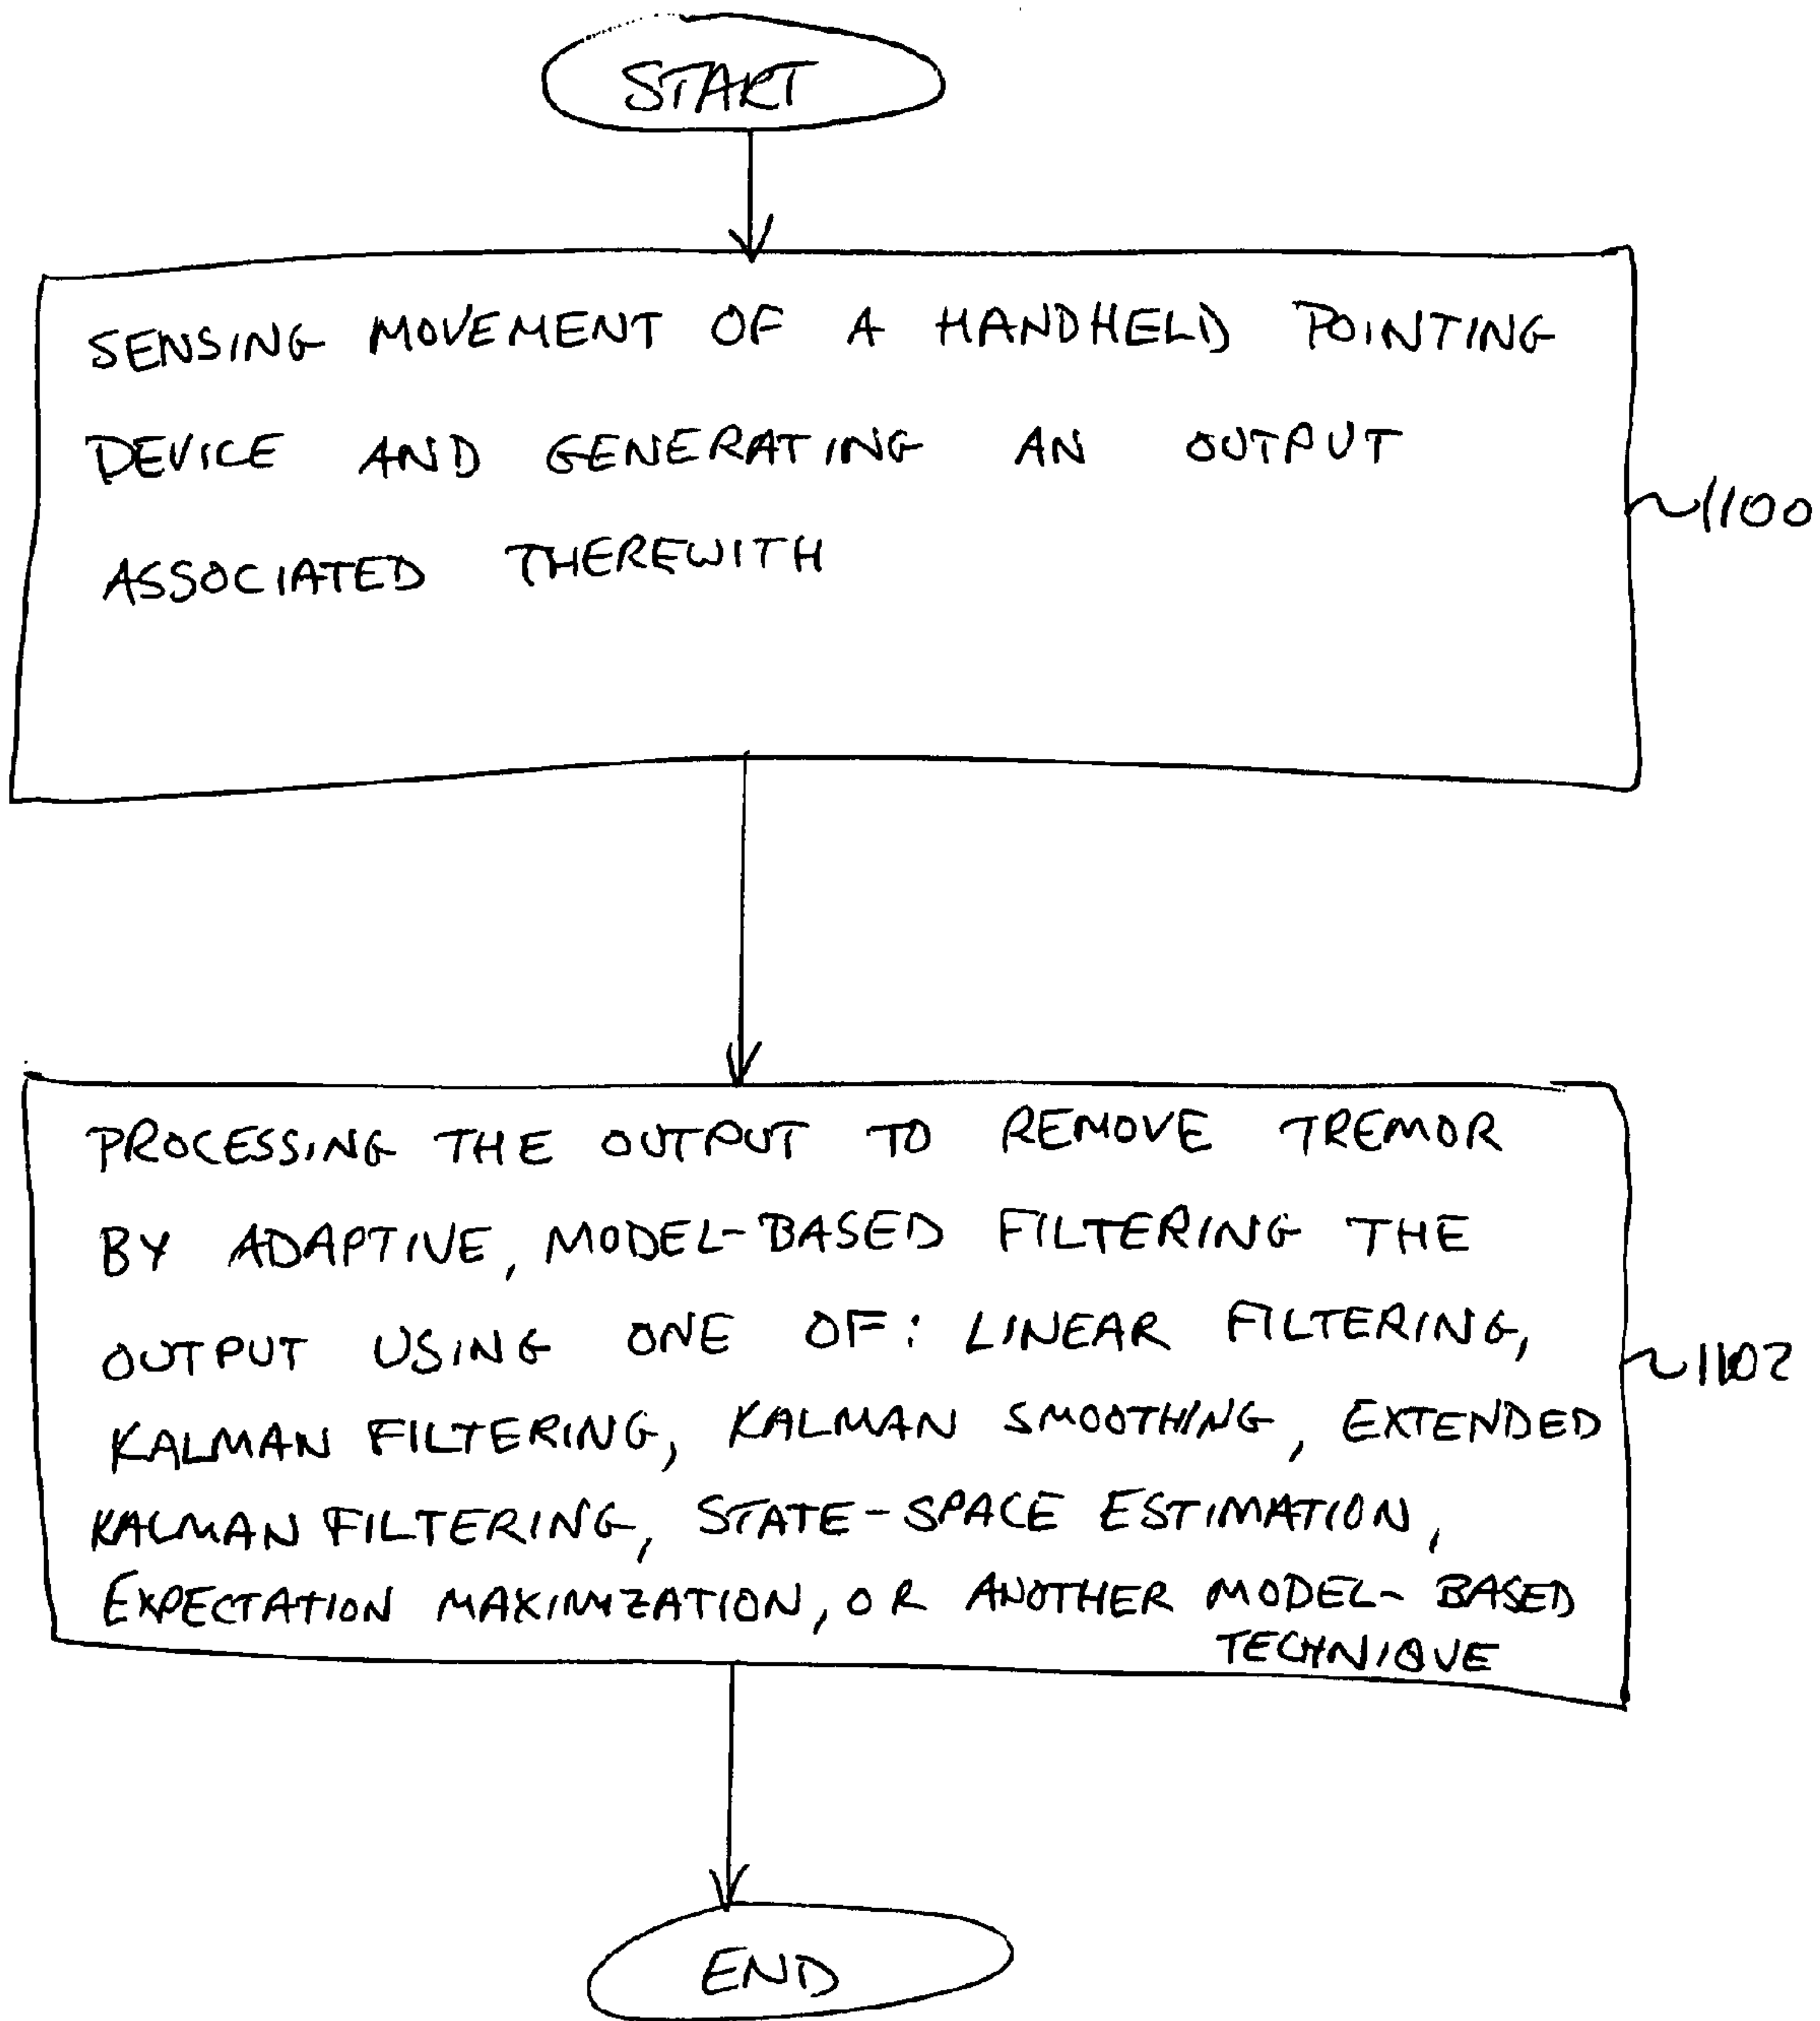 START
SENSING MOVEMENT OF A HANDHELD POINTING
DEVICE AND GENERATING AN OUTPUT
ASSOCIATED THEREWITH
1100
PROCESSING THE OUTPUT TO REMOVE TREMOR
BY ADAPTIVE, MODEL-BASED FILTERING THE
OUTPUT USING ONE OF: LINEAR FILTERING,
KALMAN FILTERING, KALMAN SMOOTHING, EXTENDED
KALMAN FILTERING, STATE-SPACE ESTIMATION,
EXPECTATION MAXIMIZATION, OR ANOTHER MODEL-BASED
TECHNIQUE
1102
END